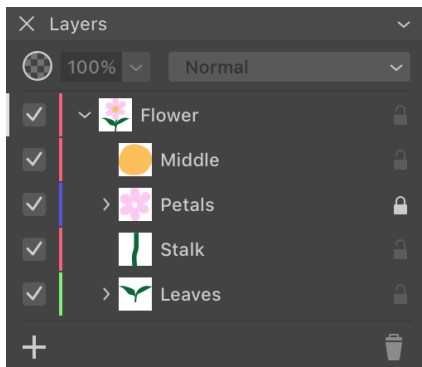 Layers
100% Normal
Flower
Middle
Petals
Stalk
Leaves